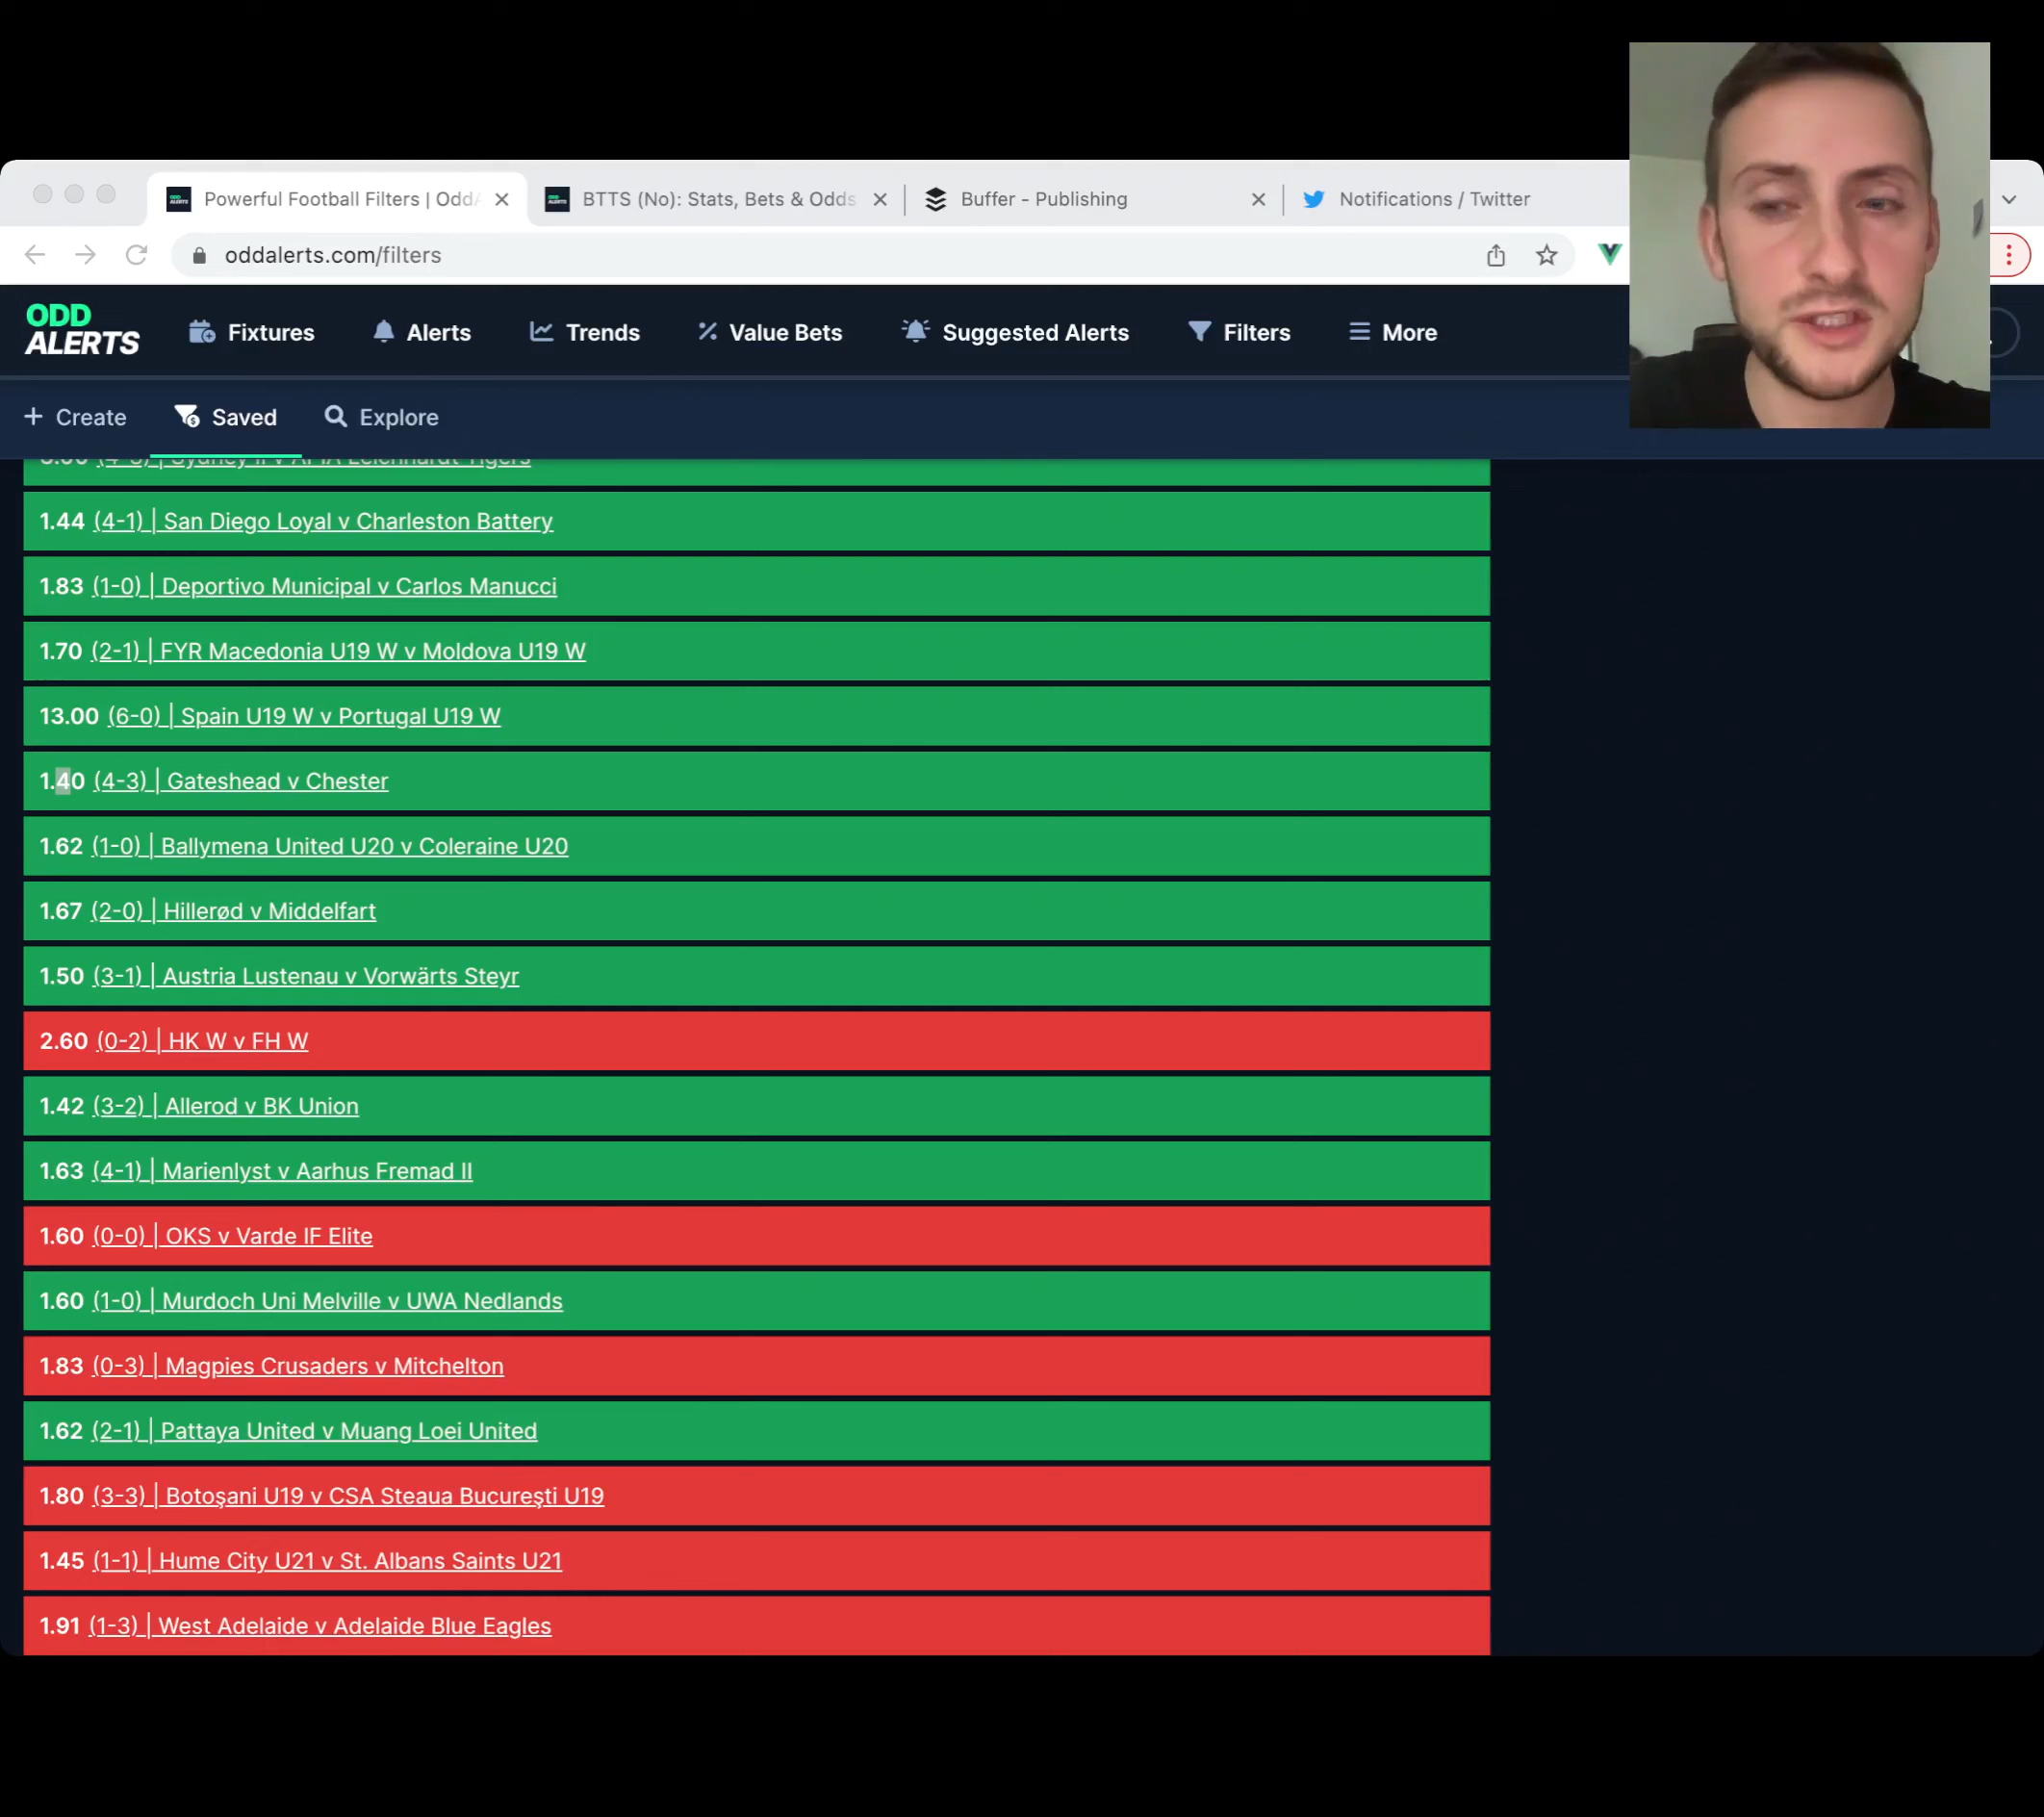 Powerful Football Filters | OddA
BTTS (No): Stats, Bets & Odds
Buffer - Publishing
Notifications / Twitter
oddalerts.com/filters
ODD
ALERTS
Fixtures
Alerts
Trends
Value Bets
Suggested Alerts
Filters
More
Create
Saved
Explore
1.44 (4-1) | San Diego Loyal v Charleston Battery
1.83 (1-0) | Deportivo Municipal v Carlos Manucci
1.70 (2-1) | FYR Macedonia U19 W v Moldova U19 W
13.00 (6-0) | Spain U19 W v Portugal U19 W
1.40 (4-3) | Gateshead v Chester
1.62 (1-0) | Ballymena United U20 v Coleraine U20
1.67 (2-0) | Hillerød v Middelfart
1.50 (3-1) | Austria Lustenau v Vorwärts Steyr
2.60 (0-2) | HK W v FH W
1.42 (3-2) | Allerod v BK Union
1.63 (4-1) | Marienlyst v Aarhus Fremad II
1.60 (0-0) | OKS v Varde IF Elite
1.60 (1-0) | Murdoch Uni Melville v UWA Nedlands
1.83 (0-3) | Magpies Crusaders v Mitchelton
1.62 (2-1) | Pattaya United v Muang Loei United
1.80 (3-3) | Botoşani U19 v CSA Steaua Bucureşti U19
1.45 (1-1) | Hume City U21 v St. Albans Saints U21
1.91 (1-3) | West Adelaide v Adelaide Blue Eagles